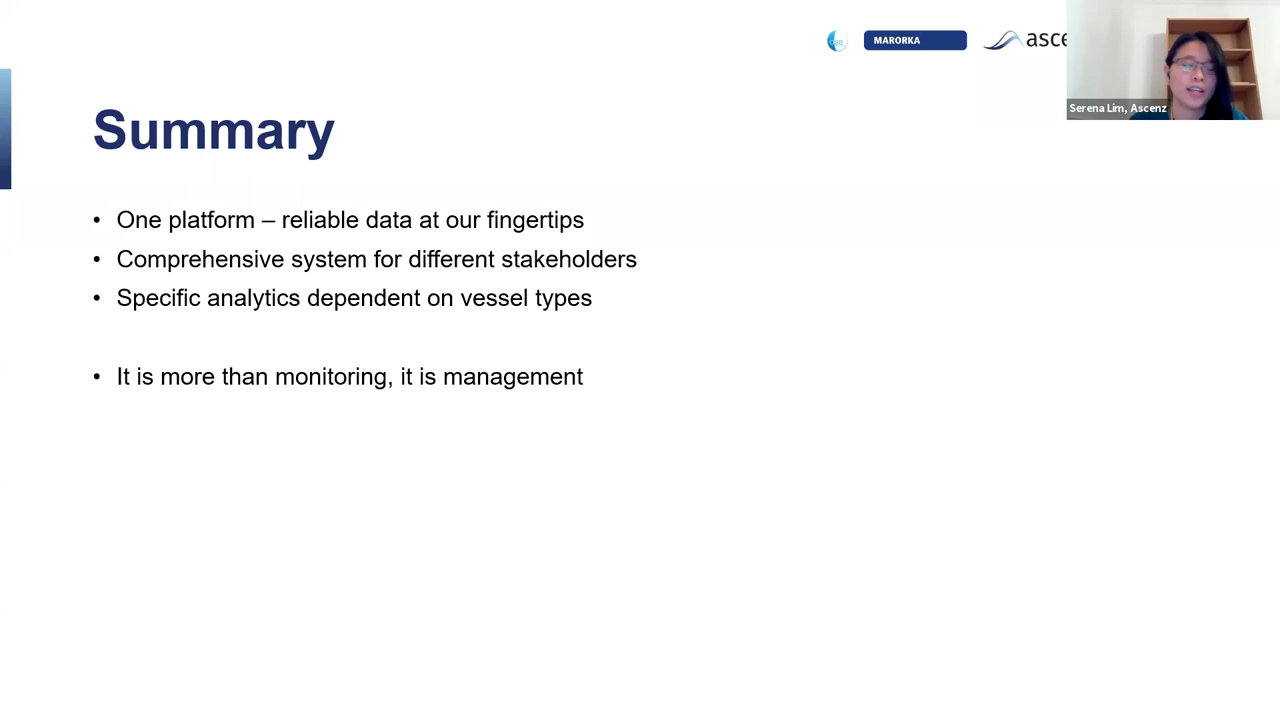 MARORKA
Serena Lim, Ascenz
Summary
• One platform – reliable data at our fingertips
• Comprehensive system for different stakeholders
• Specific analytics dependent on vessel types
• It is more than monitoring, it is management